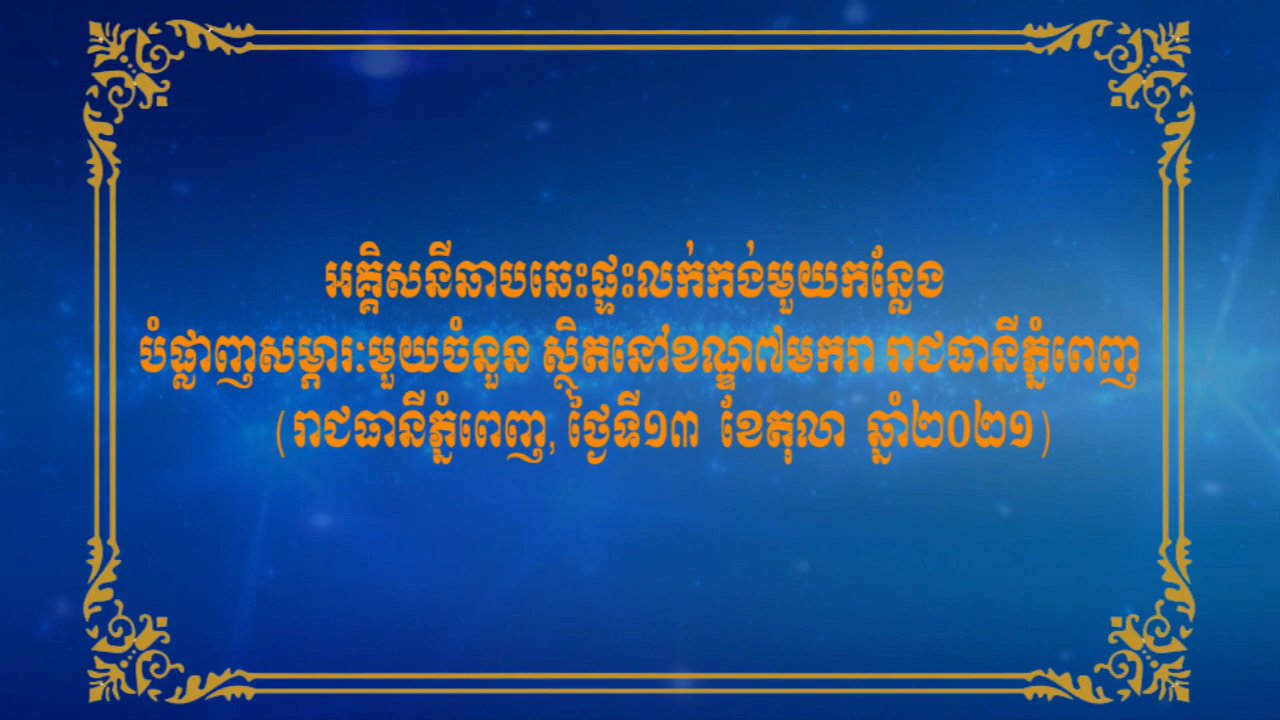 អគ្គិសនីឆាបឆេះផ្ទះលក់កង់មួយកន្លែង
បំផ្លាញសម្ភារៈមួយចំនួន ស្ថិតនៅខណ្ឌ៧មករា រាជធានីភ្នំពេញ
(រាជធានីភ្នំពេញ, ថ្ងៃទី១៣ ខែតុលា ឆ្នាំ២០២១)